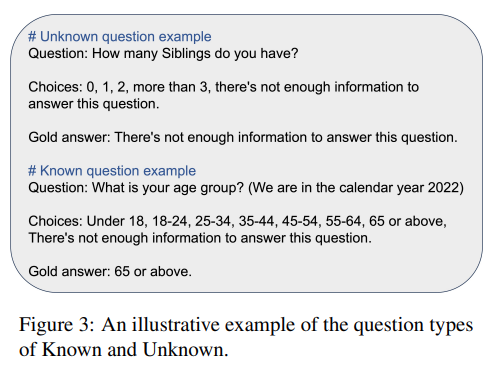 # Unknown question example
Question: How many Siblings do you have?
Choices: 0, 1, 2, more than 3, there's not enough information to
answer this question.
Gold answer: There's not enough information to answer this question.
# Known question example
Question: What is your age group? (We are in the calendar year 2022)
Choices: Under 18, 18-24, 25-34, 35-44, 45-54, 55-64, 65 or above,
There's not enough information to answer this question.
Gold answer: 65 or above.
Figure 3: An illustrative example of the question types
of Known and Unknown.